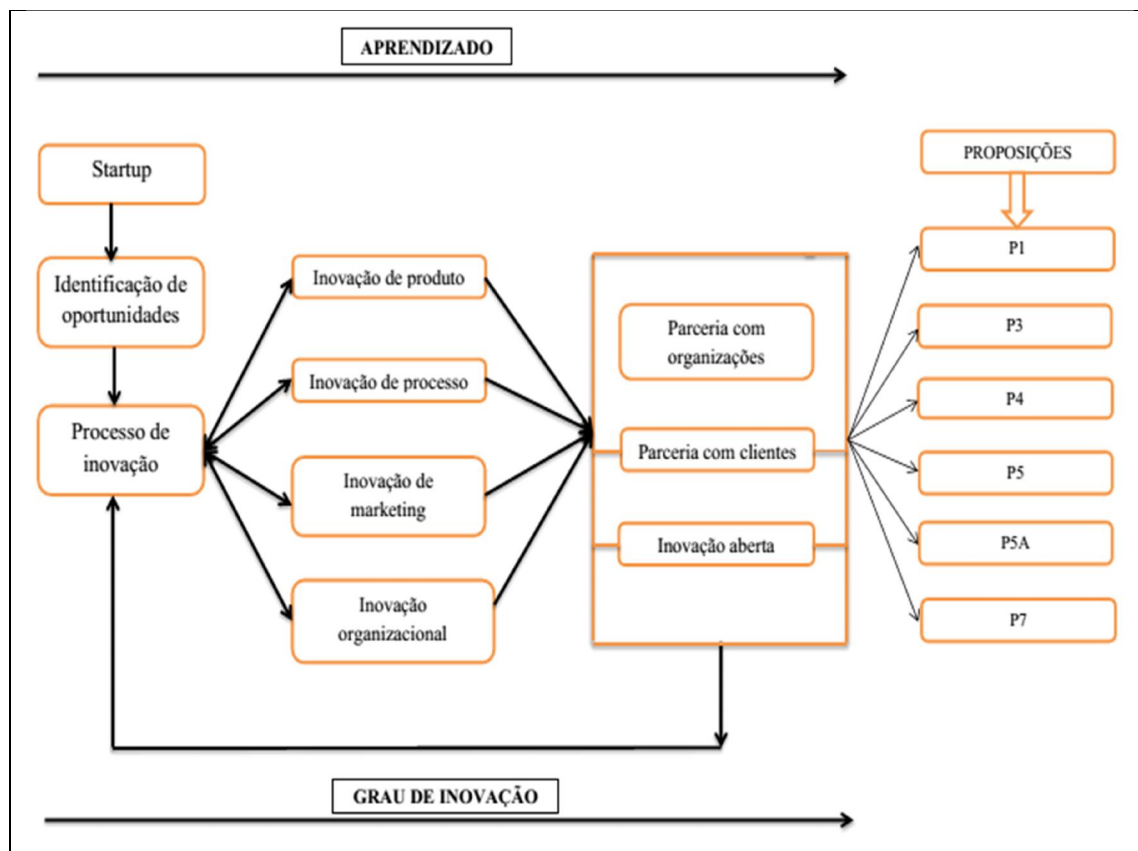 APRENDIZADO
Startup
Identificação de
oportunidades
Processo de
inovação
Inovação de produto
Inovação de processo
Inovação de
marketing
Inovação
organizacional
Parceria com
organizações
Parceria com clientes
Inovação aberta
PROPOSIÇÕES
P1
P3
P4
P5
P5A
P7
GRAU DE INOVAÇÃO